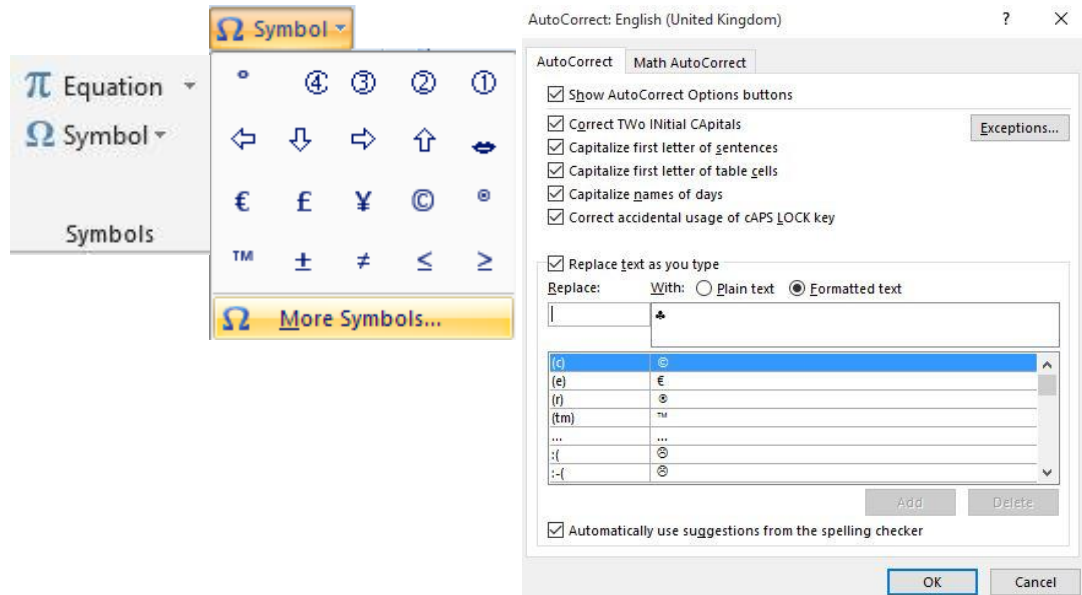 π Equation
Ω Symbol
Symbols
Ω Symbol
° ④ ③ ② ①
⇦ ⇩ ⇨ ⇧
€ £ ¥ © ®
™ ± ≠ ≤ ≥
Ω More Symbols...
AutoCorrect: English (United Kingdom) ? ×
AutoCorrect Math AutoCorrect
Show AutoCorrect Options buttons
Correct TWo INitial CApitals Exceptions...
Capitalize first letter of sentences
Capitalize first letter of table cells
Capitalize names of days
Correct accidental usage of cAPS LOCK key
Replace text as you type
Replace: With: Plain text Formatted text
♣
(c) ©
(e) €
(r) ®
(tm) ™
... ...
:( ☹
:-( ☹
Add Delete
Automatically use suggestions from the spelling checker
OK Cancel